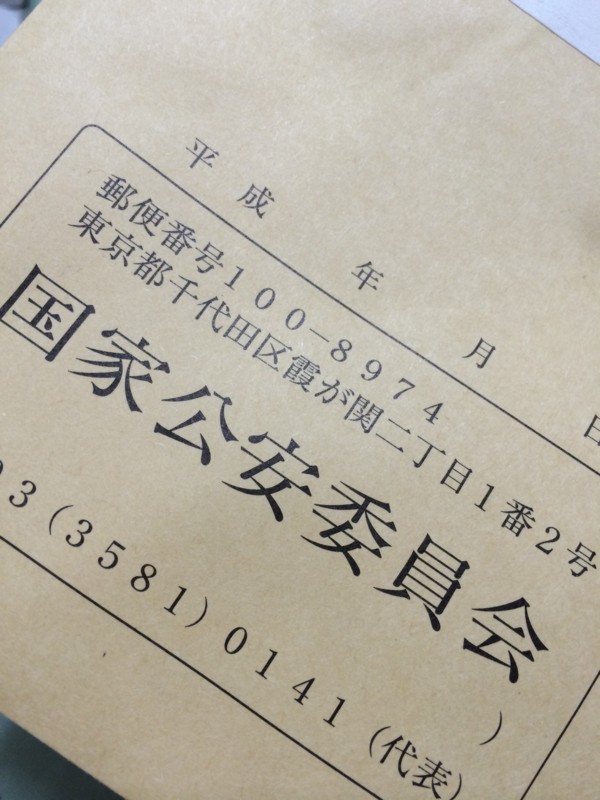 平成 年 月 日
郵便番号100-8974
東京都千代田区霞が関二丁目1番2号
国家公安委員会
03(3581)0141(代表)
)